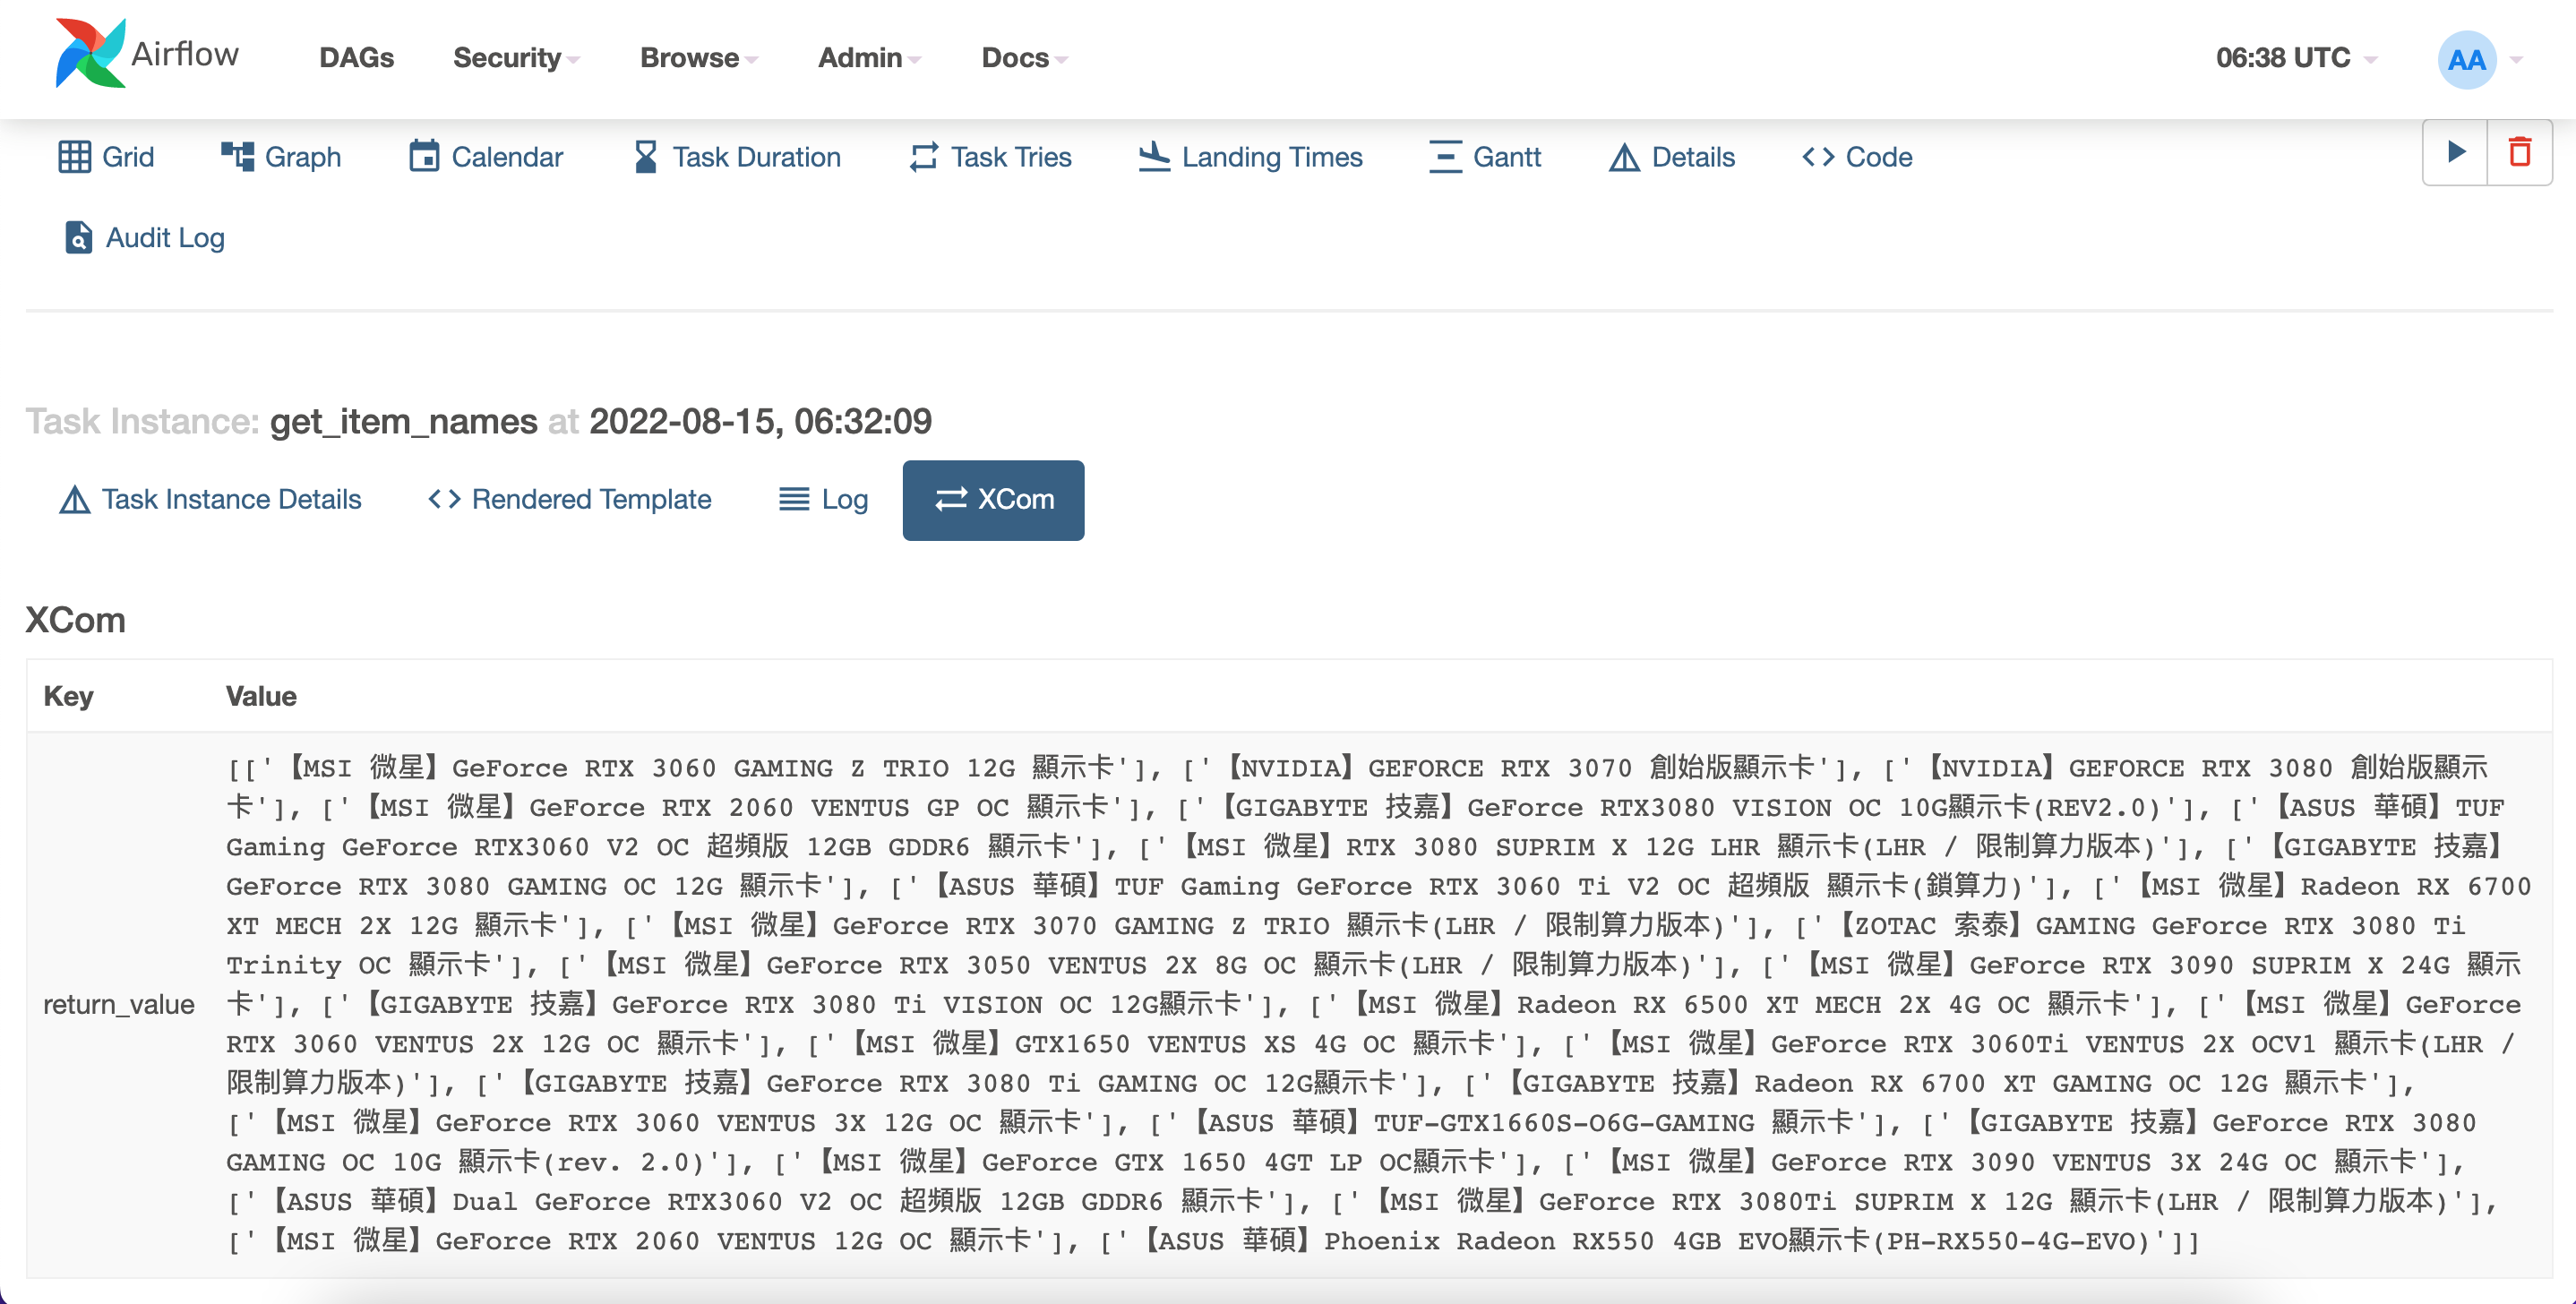 Airflow DAGs Security Browse Admin Docs 06:38 UTC AA
Grid Graph Calendar Task Duration Task Tries Landing Times Gantt Details Code
Audit Log
Task Instance: get_item_names at 2022-08-15, 06:32:09
Task Instance Details Rendered Template Log XCom
XCom
Key Value
[['【MSI 微星】GeForce RTX 3060 GAMING Z TRIO 12G 顯示卡'], ['【NVIDIA】GEFORCE RTX 3070 創始版顯示卡'], ['【NVIDIA】GEFORCE RTX 3080 創始版顯示
卡'], ['【MSI 微星】GeForce RTX 2060 VENTUS GP OC 顯示卡'], ['【GIGABYTE 技嘉】GeForce RTX3080 VISION OC 10G顯示卡(REV2.0)'], ['【ASUS 華碩】TUF
Gaming GeForce RTX3060 V2 OC 超頻版 12GB GDDR6 顯示卡'], ['【MSI 微星】RTX 3080 SUPRIM X 12G LHR 顯示卡(LHR / 限制算力版本)'], ['【GIGABYTE 技嘉】
GeForce RTX 3080 GAMING OC 12G 顯示卡'], ['【ASUS 華碩】TUF Gaming GeForce RTX 3060 Ti V2 OC 超頻版 顯示卡(鎖算力)'], ['【MSI 微星】Radeon RX 6700
XT MECH 2X 12G 顯示卡'], ['【MSI 微星】GeForce RTX 3070 GAMING Z TRIO 顯示卡(LHR / 限制算力版本)'], ['【ZOTAC 索泰】GAMING GeForce RTX 3080 Ti
Trinity OC 顯示卡'], ['【MSI 微星】GeForce RTX 3050 VENTUS 2X 8G OC 顯示卡(LHR / 限制算力版本)'], ['【MSI 微星】GeForce RTX 3090 SUPRIM X 24G 顯示
return_value 卡'], ['【GIGABYTE 技嘉】GeForce RTX 3080 Ti VISION OC 12G顯示卡'], ['【MSI 微星】Radeon RX 6500 XT MECH 2X 4G OC 顯示卡'], ['【MSI 微星】GeForce
RTX 3060 VENTUS 2X 12G OC 顯示卡'], ['【MSI 微星】GTX1650 VENTUS XS 4G OC 顯示卡'], ['【MSI 微星】GeForce RTX 3060Ti VENTUS 2X OCV1 顯示卡(LHR /
限制算力版本)'], ['【GIGABYTE 技嘉】GeForce RTX 3080 Ti GAMING OC 12G顯示卡'], ['【GIGABYTE 技嘉】Radeon RX 6700 XT GAMING OC 12G 顯示卡'],
['【MSI 微星】GeForce RTX 3060 VENTUS 3X 12G OC 顯示卡'], ['【ASUS 華碩】TUF-GTX1660S-O6G-GAMING 顯示卡'], ['【GIGABYTE 技嘉】GeForce RTX 3080
GAMING OC 10G 顯示卡(rev. 2.0)'], ['【MSI 微星】GeForce GTX 1650 4GT LP OC顯示卡'], ['【MSI 微星】GeForce RTX 3090 VENTUS 3X 24G OC 顯示卡'],
['【ASUS 華碩】Dual GeForce RTX3060 V2 OC 超頻版 12GB GDDR6 顯示卡'], ['【MSI 微星】GeForce RTX 3080Ti SUPRIM X 12G 顯示卡(LHR / 限制算力版本)'],
['【MSI 微星】GeForce RTX 2060 VENTUS 12G OC 顯示卡'], ['【ASUS 華碩】Phoenix Radeon RX550 4GB EVO顯示卡(PH-RX550-4G-EVO)']]